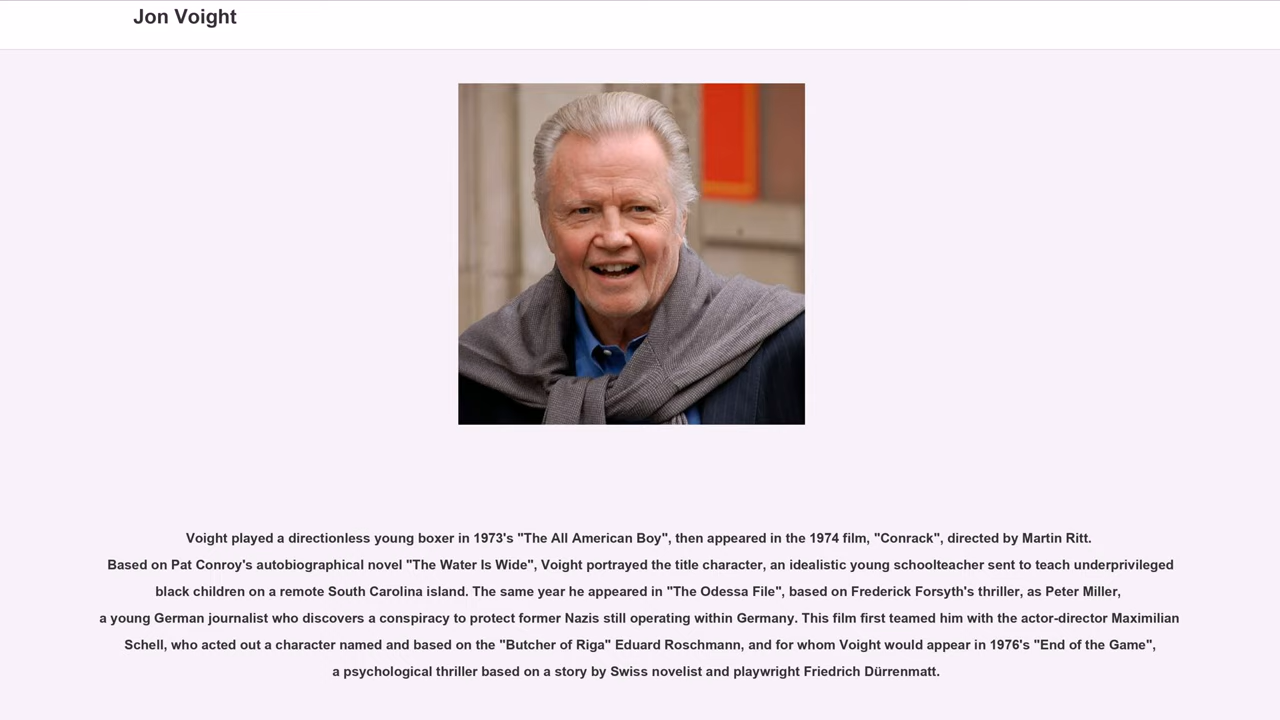 Jon Voight
Voight played a directionless young boxer in 1973's "The All American Boy", then appeared in the 1974 film, "Conrack", directed by Martin Ritt.
Based on Pat Conroy's autobiographical novel "The Water Is Wide", Voight portrayed the title character, an idealistic young schoolteacher sent to teach underprivileged
black children on a remote South Carolina island. The same year he appeared in "The Odessa File", based on Frederick Forsyth's thriller, as Peter Miller,
a young German journalist who discovers a conspiracy to protect former Nazis still operating within Germany. This film first teamed him with the actor-director Maximilian
Schell, who acted out a character named and based on the "Butcher of Riga" Eduard Roschmann, and for whom Voight would appear in 1976's "End of the Game",
a psychological thriller based on a story by Swiss novelist and playwright Friedrich Dürrenmatt.